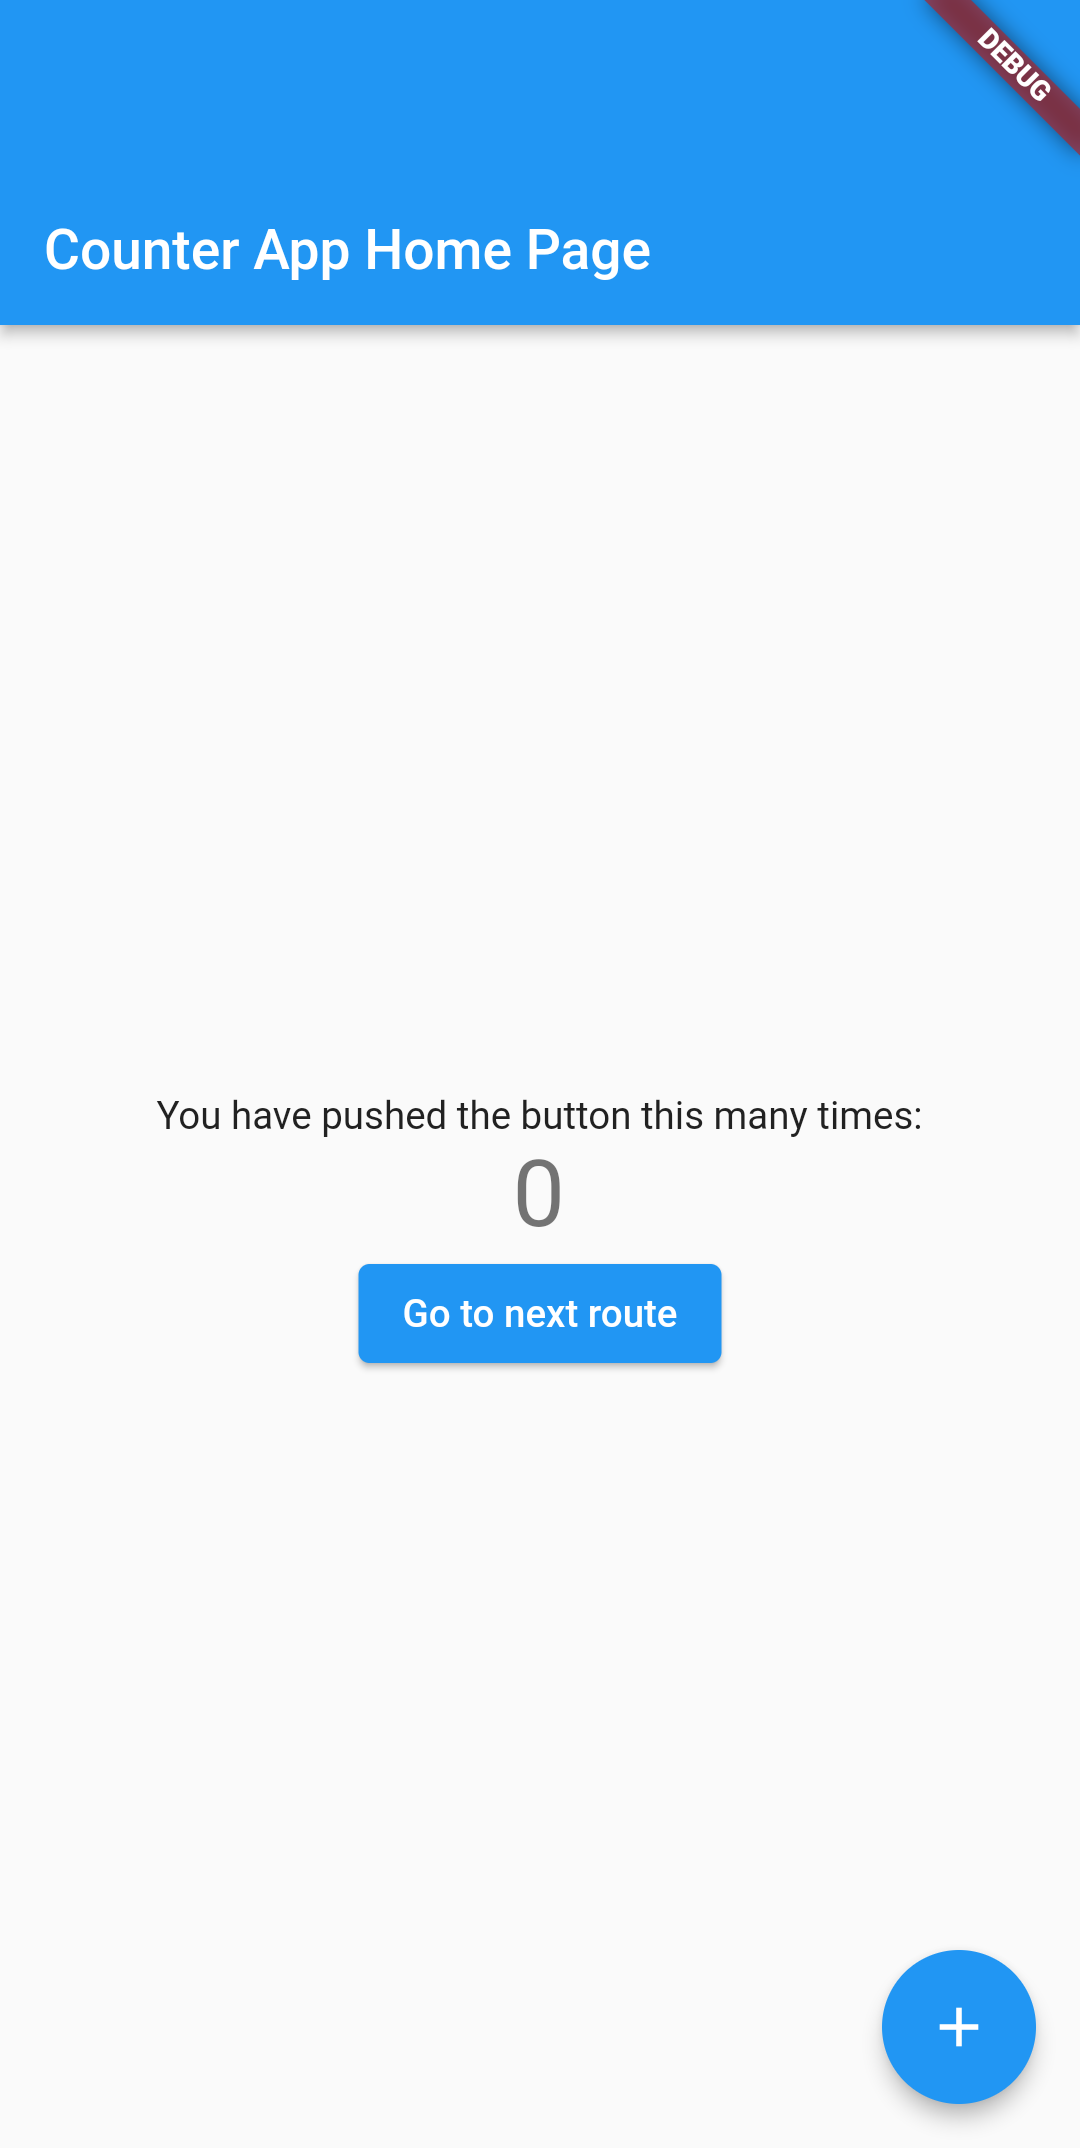 DEBUG
Counter App Home Page
You have pushed the button this many times:
0
Go to next route
+